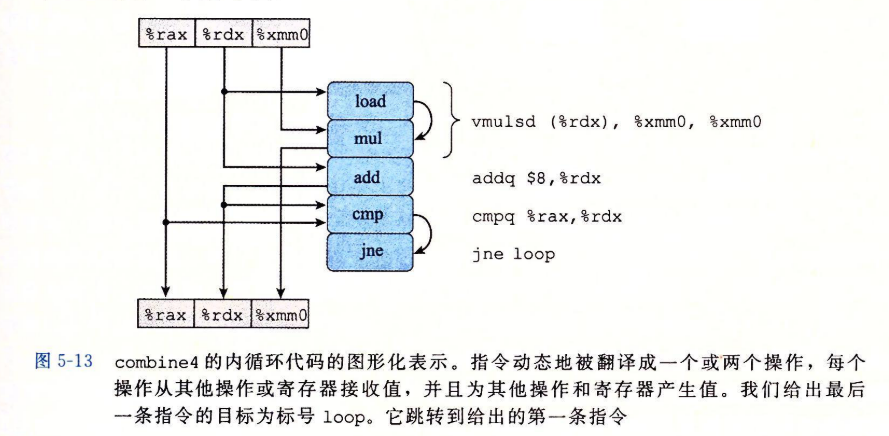 %rax %rdx %xmm0
load
mul
vmulsd (%rdx), %xmm0, %xmm0
add
addq $8,%rdx
cmp
cmpq %rax,%rdx
jne
jne loop
%rax %rdx %xmm0
图 5-13 combine4 的内循环代码的图形化表示。指令动态地被翻译成一个或两个操作，每个
操作从其他操作或寄存器接收值，并且为其他操作和寄存器产生值。我们给出最后
一条指令的目标为标号 loop。它跳转到给出的第一条指令